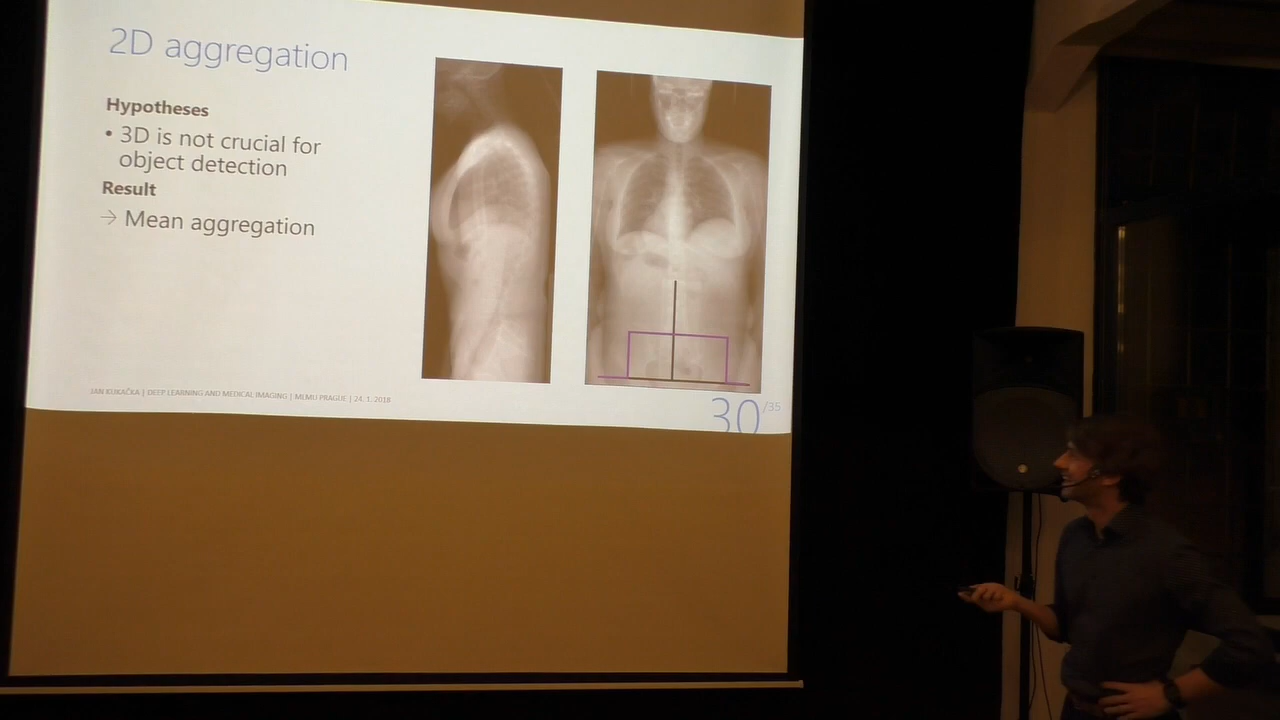 2D aggregation
Hypotheses
• 3D is not crucial for
object detection
Result
→ Mean aggregation
JAN KUKAČKA | DEEP LEARNING AND MEDICAL IMAGING | MLMU PRAGUE | 24. 1. 2018
30/35